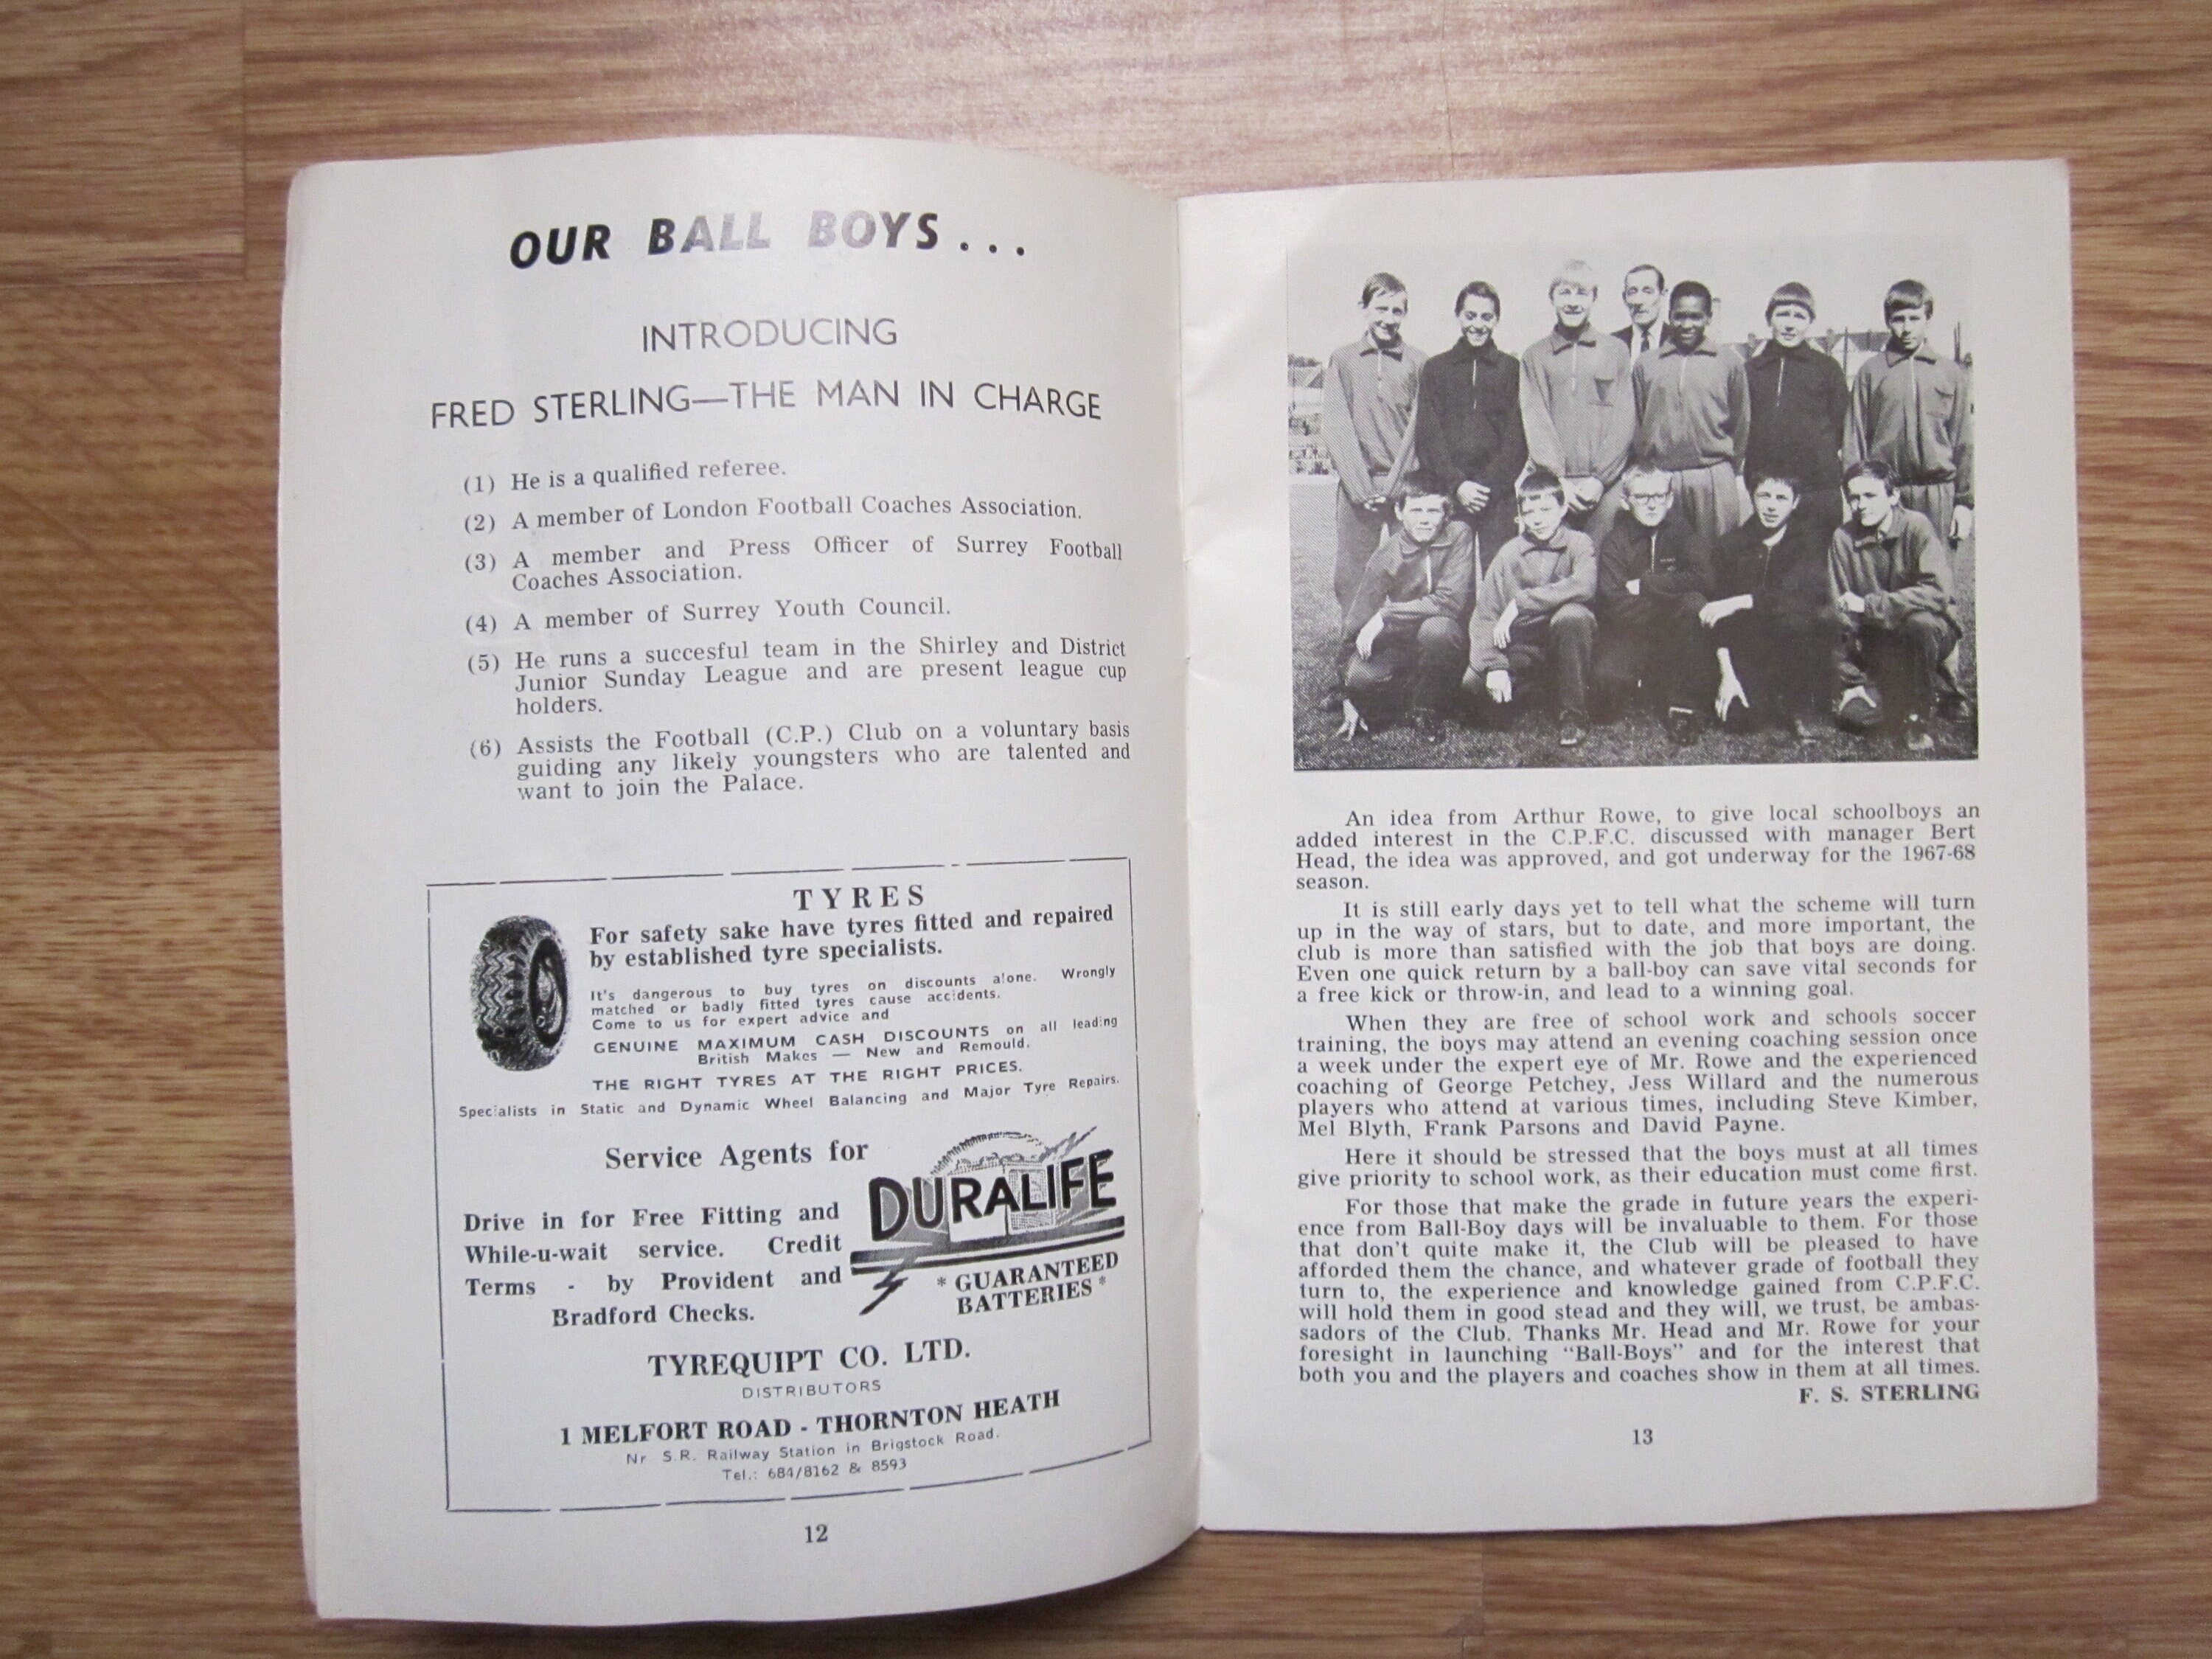 OUR BALL BOYS...
INTRODUCING
FRED STERLING—THE MAN IN CHARGE
(1) He is a qualified referee.
(2) A member of London Football Coaches Association.
(3) A member and Press Officer of Surrey Football
Coaches Association.
(4) A member of Surrey Youth Council.
(5) He runs a succesful team in the Shirley and District
Junior Sunday League and are present league cup
holders.
(6) Assists the Football (C.P.) Club on a voluntary basis
guiding any likely youngsters who are talented and
want to join the Palace.
TYRES
For safety sake have tyres fitted and repaired
by established tyre specialists.
It's dangerous to buy tyres on discounts alone. Wrongly
matched or badly fitted tyres cause accidents.
Come to us for expert advice and
GENUINE MAXIMUM CASH DISCOUNTS on all leading
British Makes — New and Remould.
THE RIGHT TYRES AT THE RIGHT PRICES.
Specialists in Static and Dynamic Wheel Balancing and Major Tyre Repairs.
Service Agents for
DURALIFE
* GUARANTEED
BATTERIES *
Drive in for Free Fitting and
While-u-wait service. Credit
Terms - by Provident and
Bradford Checks.
TYREQUIPT CO. LTD.
DISTRIBUTORS
1 MELFORT ROAD - THORNTON HEATH
Nr S.R. Railway Station in Brigstock Road.
Tel.: 684/8162 & 8593
12
An idea from Arthur Rowe, to give local schoolboys an
added interest in the C.P.F.C. discussed with manager Bert
Head, the idea was approved, and got underway for the 1967-68
season.
It is still early days yet to tell what the scheme will turn
up in the way of stars, but to date, and more important, the
club is more than satisfied with the job that boys are doing.
Even one quick return by a ball-boy can save vital seconds for
a free kick or throw-in, and lead to a winning goal.
When they are free of school work and schools soccer
training, the boys may attend an evening coaching session once
a week under the expert eye of Mr. Rowe and the experienced
coaching of George Petchey, Jess Willard and the numerous
players who attend at various times, including Steve Kimber,
Mel Blyth, Frank Parsons and David Payne.
Here it should be stressed that the boys must at all times
give priority to school work, as their education must come first.
For those that make the grade in future years the experi-
ence from Ball-Boy days will be invaluable to them. For those
that don't quite make it, the Club will be pleased to have
afforded them the chance, and whatever grade of football they
turn to, the experience and knowledge gained from C.P.F.C.
will hold them in good stead and they will, we trust, be ambas-
sadors of the Club. Thanks Mr. Head and Mr. Rowe for your
foresight in launching "Ball-Boys" and for the interest that
both you and the players and coaches show in them at all times.
F. S. STERLING
13